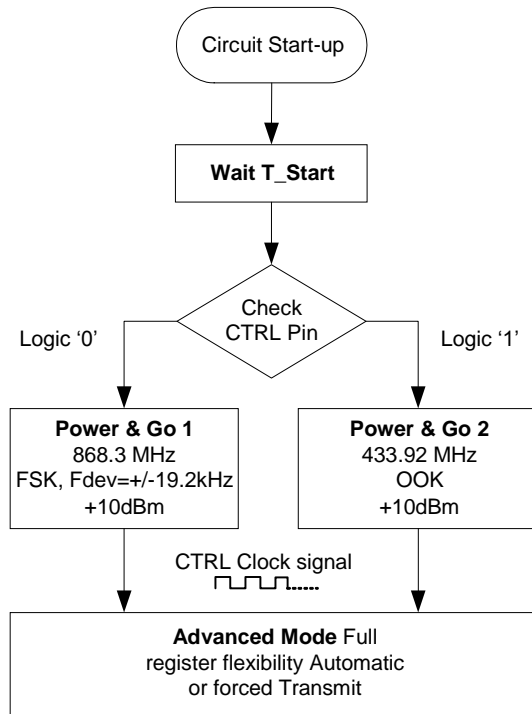 Circuit Start-up
Wait T_Start
Check
CTRL Pin
Logic ‘0’
Logic ‘1’
Power & Go 1
868.3 MHz
FSK, Fdev=+/-19.2kHz
+10dBm
Power & Go 2
433.92 MHz
OOK
+10dBm
CTRL Clock signal
Advanced Mode Full
register flexibility Automatic
or forced Transmit